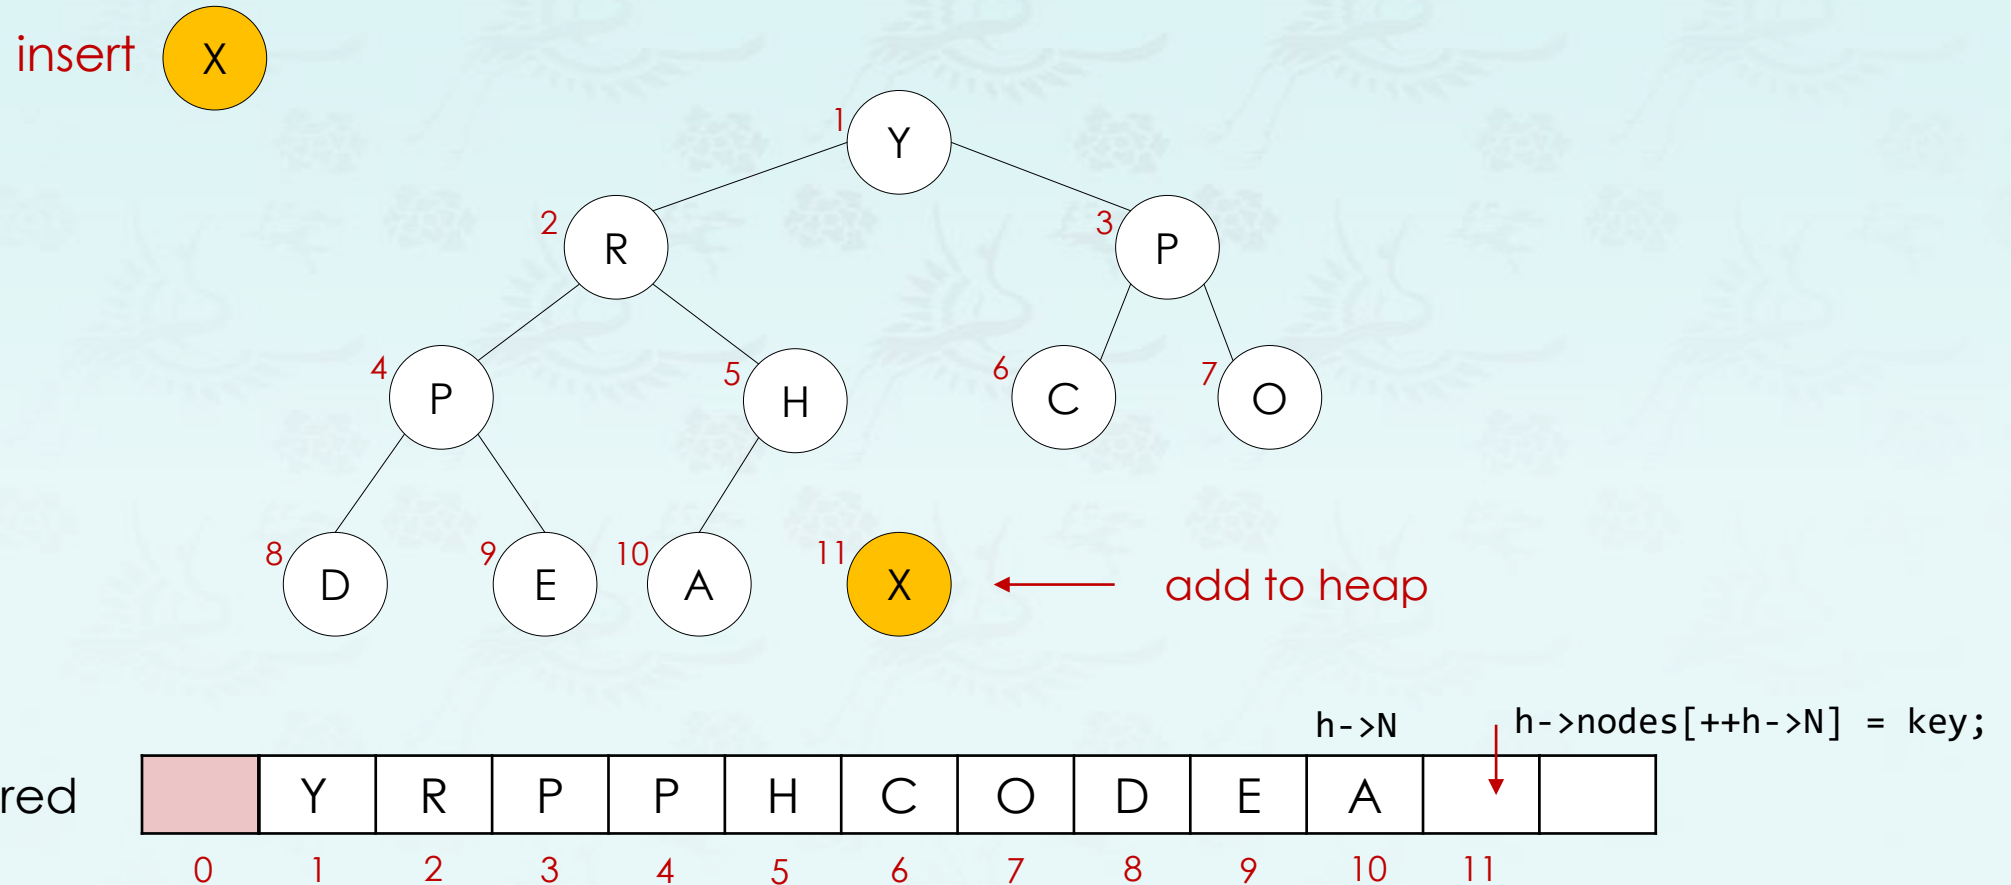 insert X
1 Y
2 R 3 P
4 P 5 H 6 C 7 O
8 D 9 E 10 A 11 X add to heap
h->N h->nodes[++h->N] = key;
red Y R P P H C O D E A
0 1 2 3 4 5 6 7 8 9 10 11